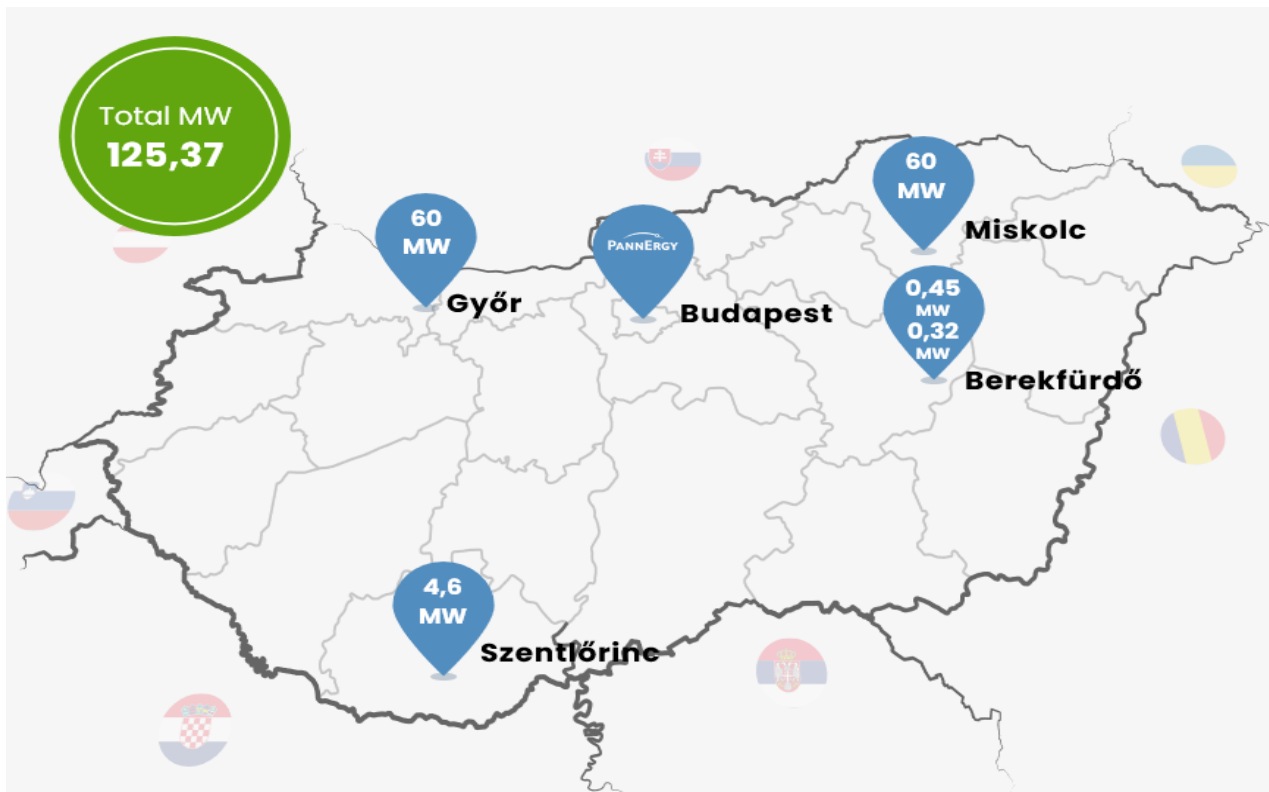 Total MW
125,37
60
MW
Miskolc
60
MW
Győr
PANNERGY
Budapest
0,45
MW
0,32
MW
Berekfürdő
4,6
MW
Szentlőrinc